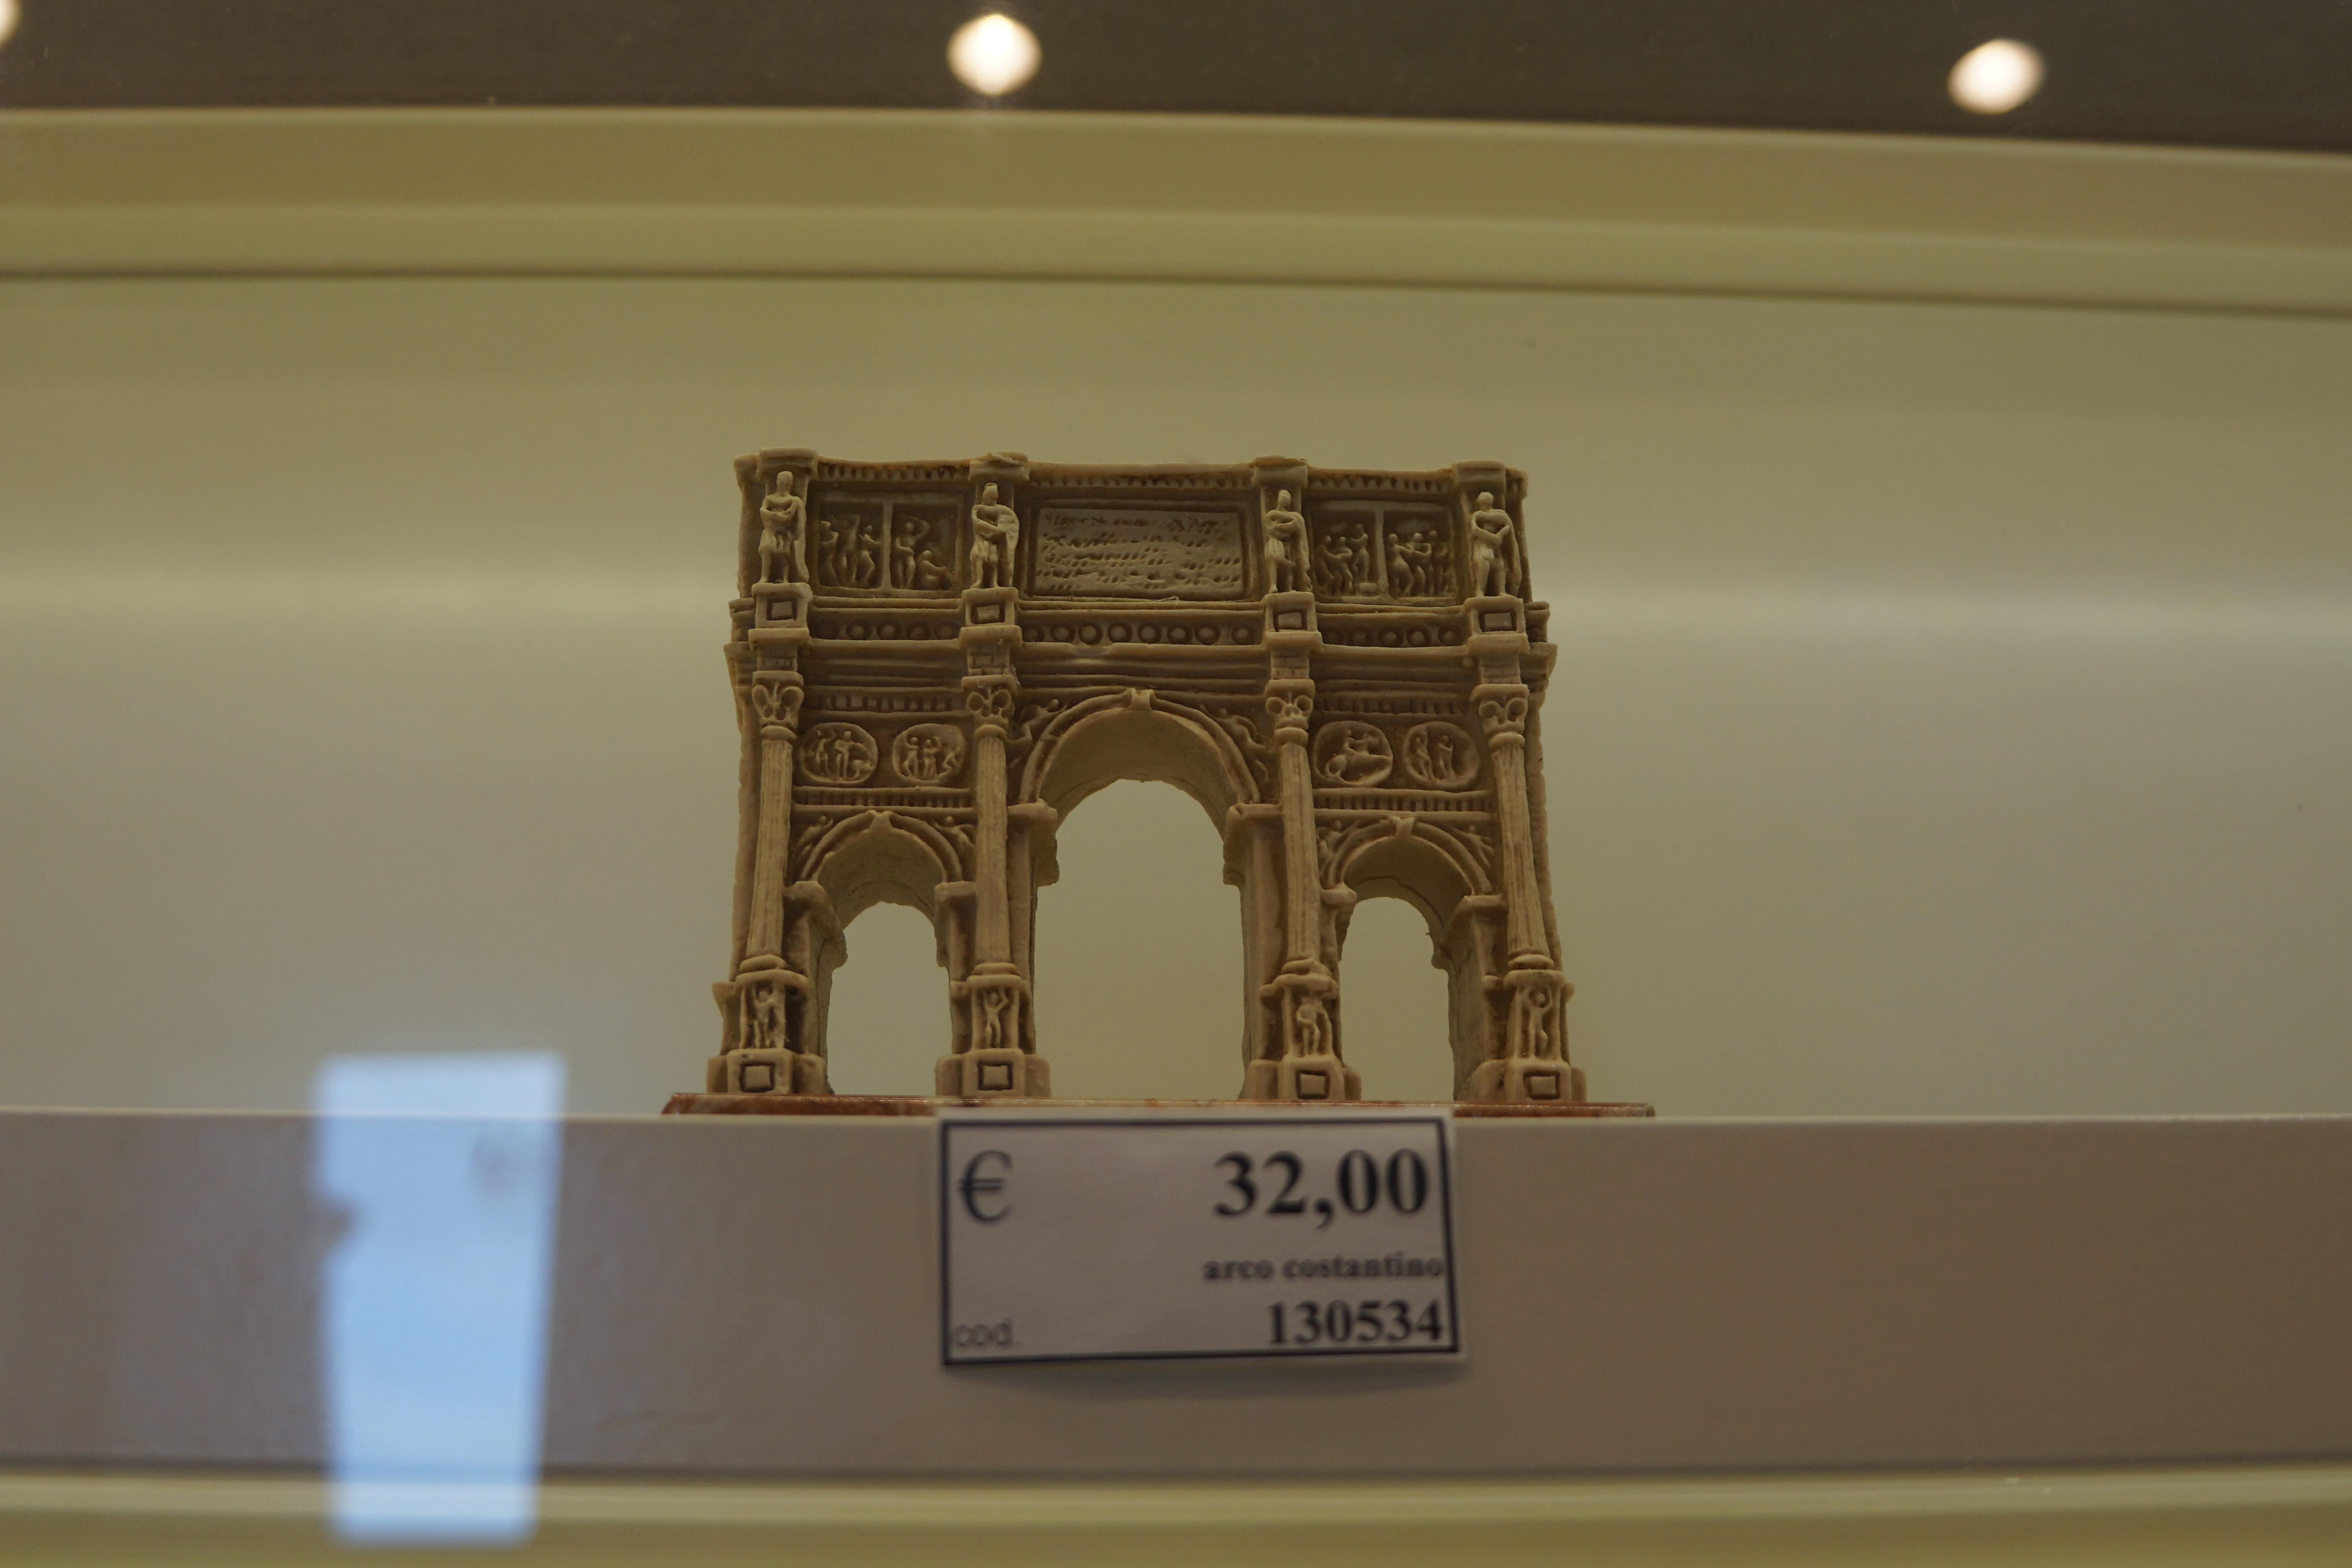 € 32,00
arco costantino
cod. 130534